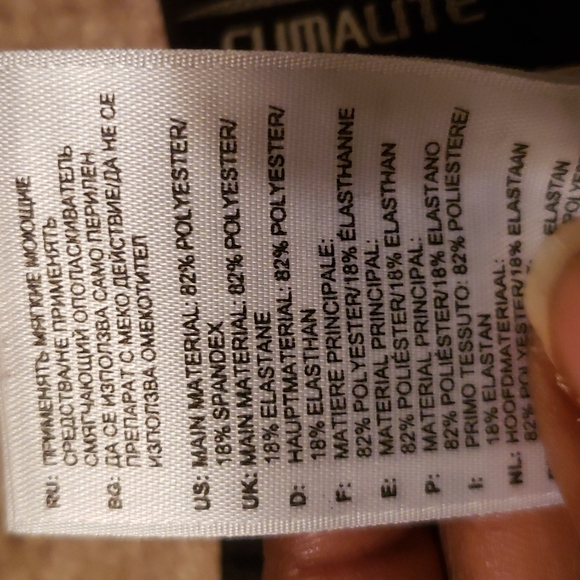 CLIMALITE
RU: ПРИМЕНЯТЬ МЯГКИЕ МОЮЩИЕ
СРЕДСТВА/НЕ ПРИМЕНЯТЬ
СМЯГЧАЮЩИЙ ОПОЛАСКИВАТЕЛЬ
BG: ДА СЕ ИЗПОЛЗВА САМО ПЕРИЛЕН
ПРЕПАРАТ С МЕКО ДЕЙСТВИЕ/ДА НЕ СЕ
ИЗПОЛЗВА ОМЕКОТИТЕЛ
US: MAIN MATERIAL: 82% POLYESTER/
18% SPANDEX
UK: MAIN MATERIAL: 82% POLYESTER/
18% ELASTANE
D: HAUPTMATERIAL: 82% POLYESTER/
18% ELASTHAN
F: MATIERE PRINCIPALE:
82% POLYESTER/18% ÉLASTHANNE
E: MATERIAL PRINCIPAL:
82% POLIÉSTER/18% ELASTHAN
P: MATERIAL PRINCIPAL:
82% POLIÉSTER/18% ELASTANO
I: PRIMO TESSUTO: 82% POLIESTERE/
18% ELASTAN
NL: HOOFDMATERIAAL:
82% POLYESTER/18% ELASTAAN
ELASTAN